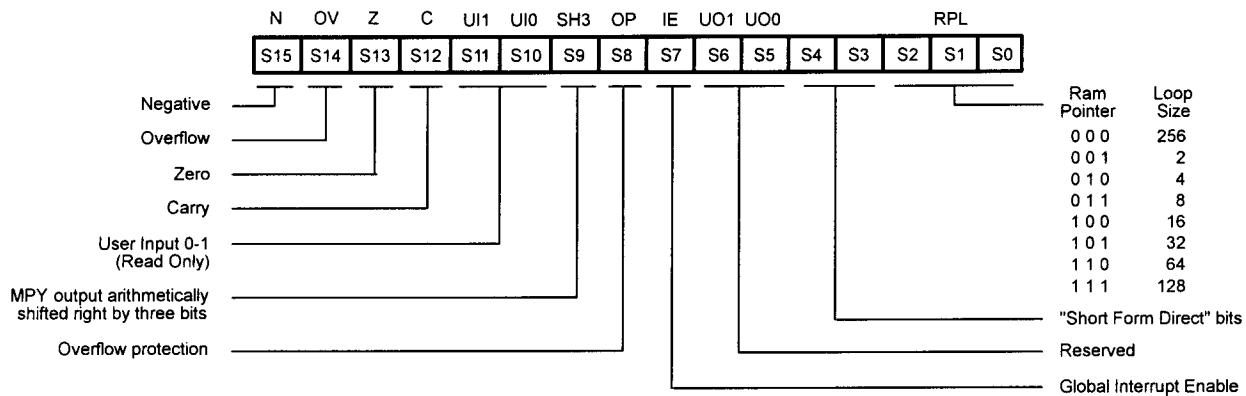 N OV Z C UI1 UI0 SH3 OP IE UO1 UO0 RPL
S15 S14 S13 S12 S11 S10 S9 S8 S7 S6 S5 S4 S3 S2 S1 S0
Negative
Overflow
Zero
Carry
User Input 0-1
(Read Only)
MPY output arithmetically
shifted right by three bits
Overflow protection
Ram Loop
Pointer Size
0 0 0 256
0 0 1 2
0 1 0 4
0 1 1 8
1 0 0 16
1 0 1 32
1 1 0 64
1 1 1 128
"Short Form Direct" bits
Reserved
Global Interrupt Enable